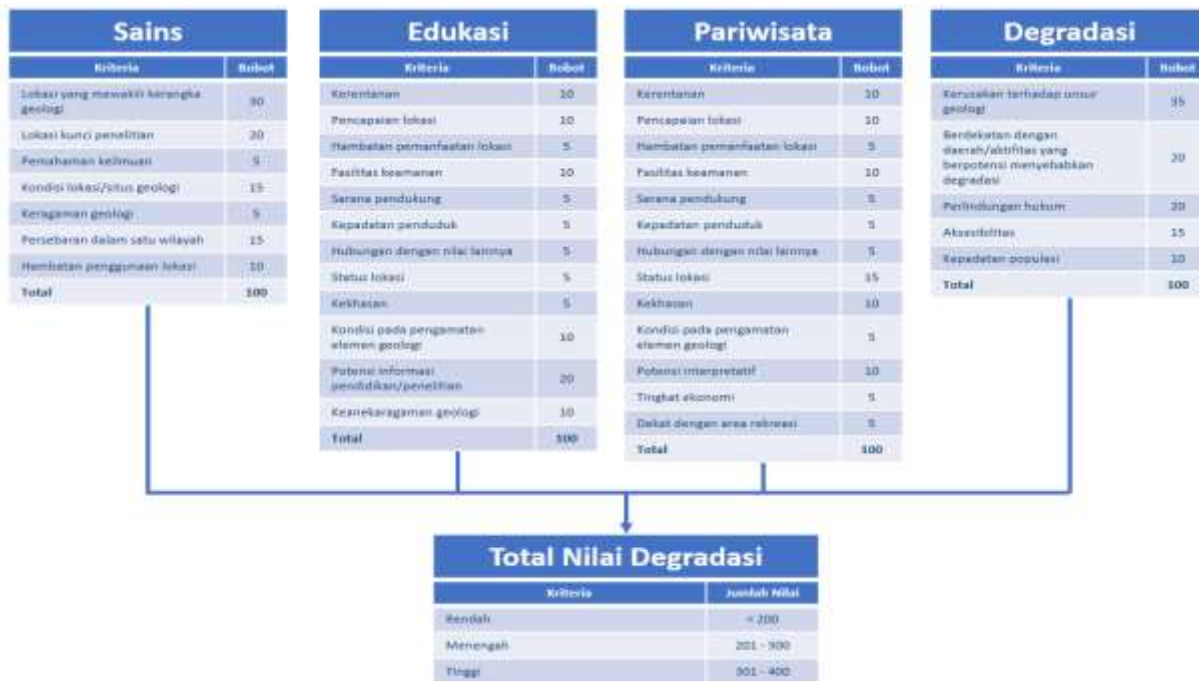 Sains
Kriteria Bobot
Lokasi yang mewakili kerangka
geologi 30
Lokasi kunci penelitian 20
Pemahaman keilmuan 5
Kondisi lokasi/situs geologi 15
Keragaman geologi 5
Persebaran dalam satu wilayah 15
Hambatan penggunaan lokasi 10
Total 100
Edukasi
Kriteria Bobot
Kerentanan 10
Pencapaian lokasi 10
Hambatan pemanfaatan lokasi 5
Fasilitas keamanan 10
Sarana pendukung 5
Kepadatan penduduk 5
Hubungan dengan nilai lainnya 5
Status lokasi 5
Kekhasan 5
Kondisi pada pengamatan
elemen geologi 10
Potensi informasi
pendidikan/penelitian 20
Keanekaragaman geologi 10
Total 100
Pariwisata
Kriteria Bobot
Kerentanan 10
Pencapaian lokasi 10
Hambatan pemanfaatan lokasi 5
Fasilitas keamanan 10
Sarana pendukung 5
Kepadatan penduduk 5
Hubungan dengan nilai lainnya 5
Status lokasi 15
Kekhasan 10
Kondisi pada pengamatan
elemen geologi 5
Potensi interpretatif 10
Tingkat ekonomi 5
Dekat dengan area rekreasi 5
Total 100
Degradasi
Kriteria Bobot
Kerusakan terhadap unsur
geologi 35
Berdekatan dengan
daerah/aktifitas yang
berpotensi menyebabkan
degradasi 20
Perlindungan hukum 20
Aksesibilitas 15
Kepadatan populasi 10
Total 100
Total Nilai Degradasi
Kriteria Jumlah Nilai
Rendah < 200
Menengah 201 - 300
Tinggi 301 - 400